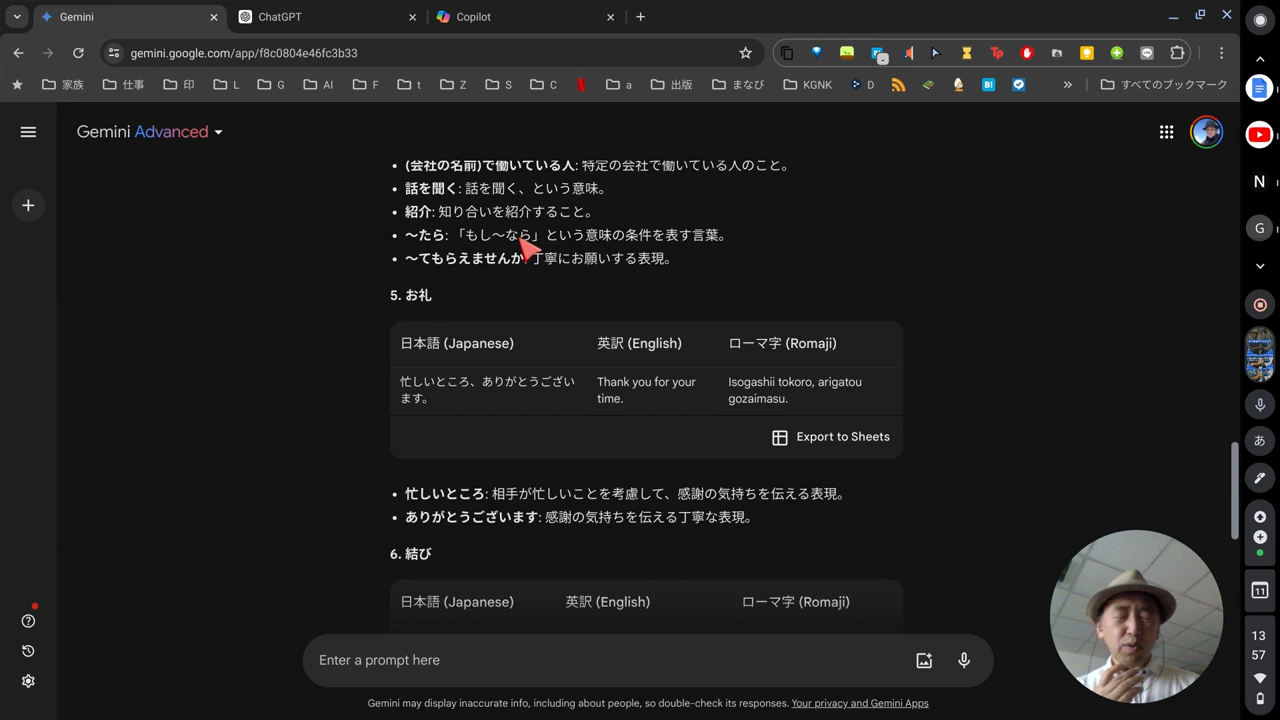 Gemini
ChatGPT
Copilot
gemini.google.com/app/f8c0804e46fc3b33
家族 仕事 印 L G! AI F t Z S C a 出版 まなび KGNK D B! » すべてのブックマーク
Gemini Advanced
• (会社の名前)で働いている人: 特定の会社で働いている人のこと。
• 話を聞く: 話を聞く、という意味。
• 紹介: 知り合いを紹介すること。
• 〜たら: 「もし〜なら」という意味の条件を表す言葉。
• 〜てもらえませんか 丁寧にお願いする表現。
5. お礼
日本語 (Japanese) 英訳 (English) ローマ字 (Romaji)
忙しいところ、ありがとうござい
ます。
Thank you for your
time.
Isogashii tokoro, arigatou
gozaimasu.
Export to Sheets
• 忙しいところ: 相手が忙しいことを考慮して、感謝の気持ちを伝える表現。
• ありがとうございます: 感謝の気持ちを伝える丁寧な表現。
6. 結び
日本語 (Japanese) 英訳 (English) ローマ字 (Romaji)
Enter a prompt here
Gemini may display inaccurate info, including about people, so double-check its responses. Your privacy and Gemini Apps
N
G
あ
11
13
57